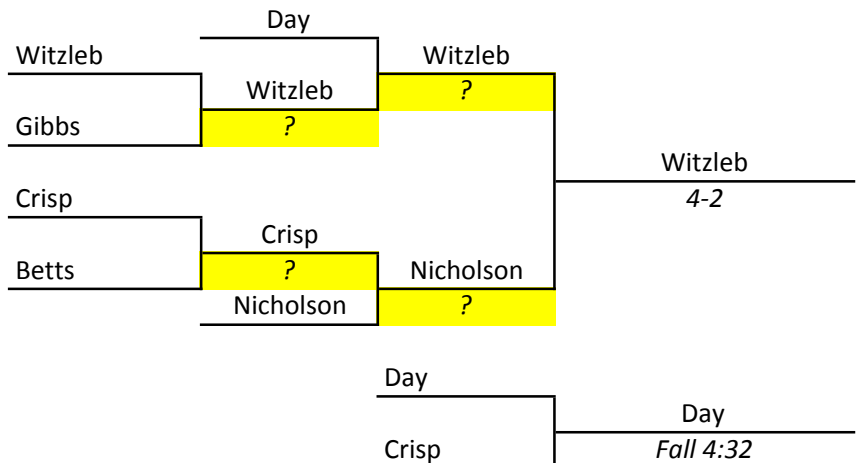 Day
Witzleb
Witzleb
Witzleb
?
?
Gibbs
Witzleb
4-2
Crisp
Crisp
Betts
?
Nicholson
Nicholson
?
Day
Day
Crisp
Fall 4:32